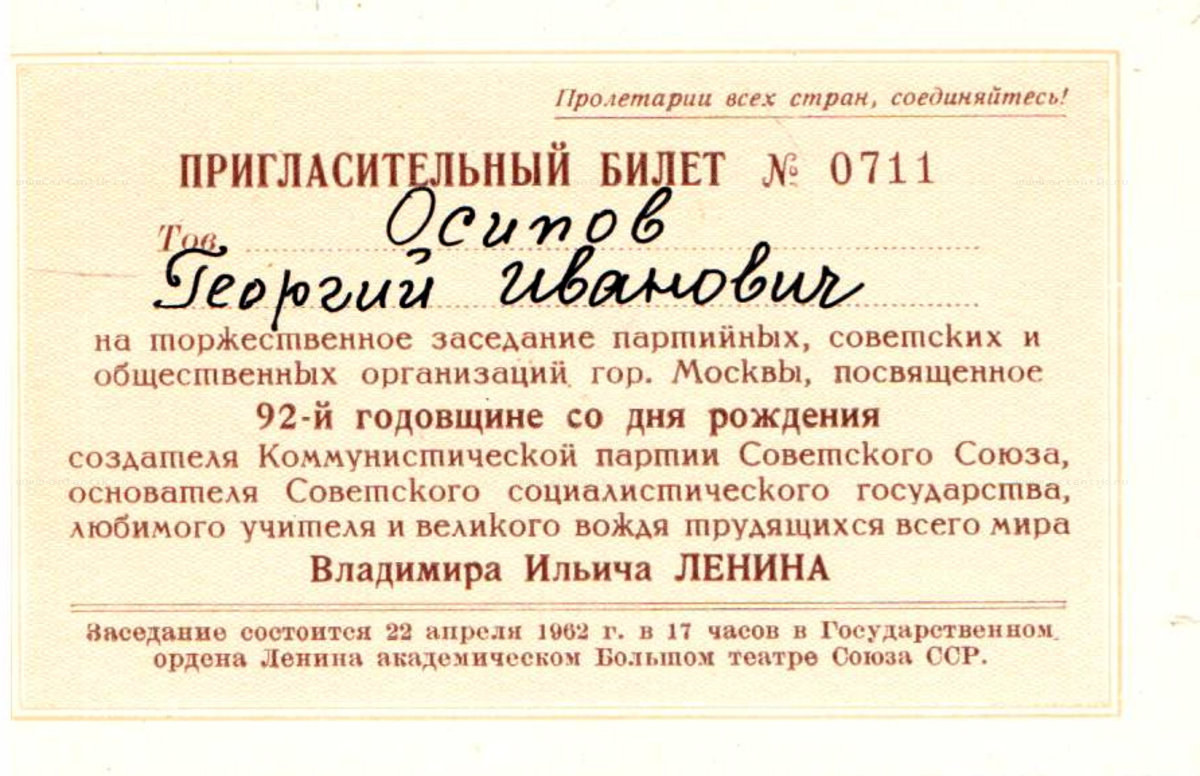 Пролетарии всех стран, соединяйтесь!
ПРИГЛАСИТЕЛЬНЫЙ БИЛЕТ № 0711
Тов. Осипов
Георгий Иванович
на торжественное заседание партийных, советских и
общественных организаций гор. Москвы, посвященное
92-й годовщине со дня рождения
создателя Коммунистической партии Советского Союза,
основателя Советского социалистического государства,
любимого учителя и великого вождя трудящихся всего мира
Владимира Ильича ЛЕНИНА
Заседание состоится 22 апреля 1962 г. в 17 часов в Государственном
ордена Ленина академическом Большом театре Союза ССР.